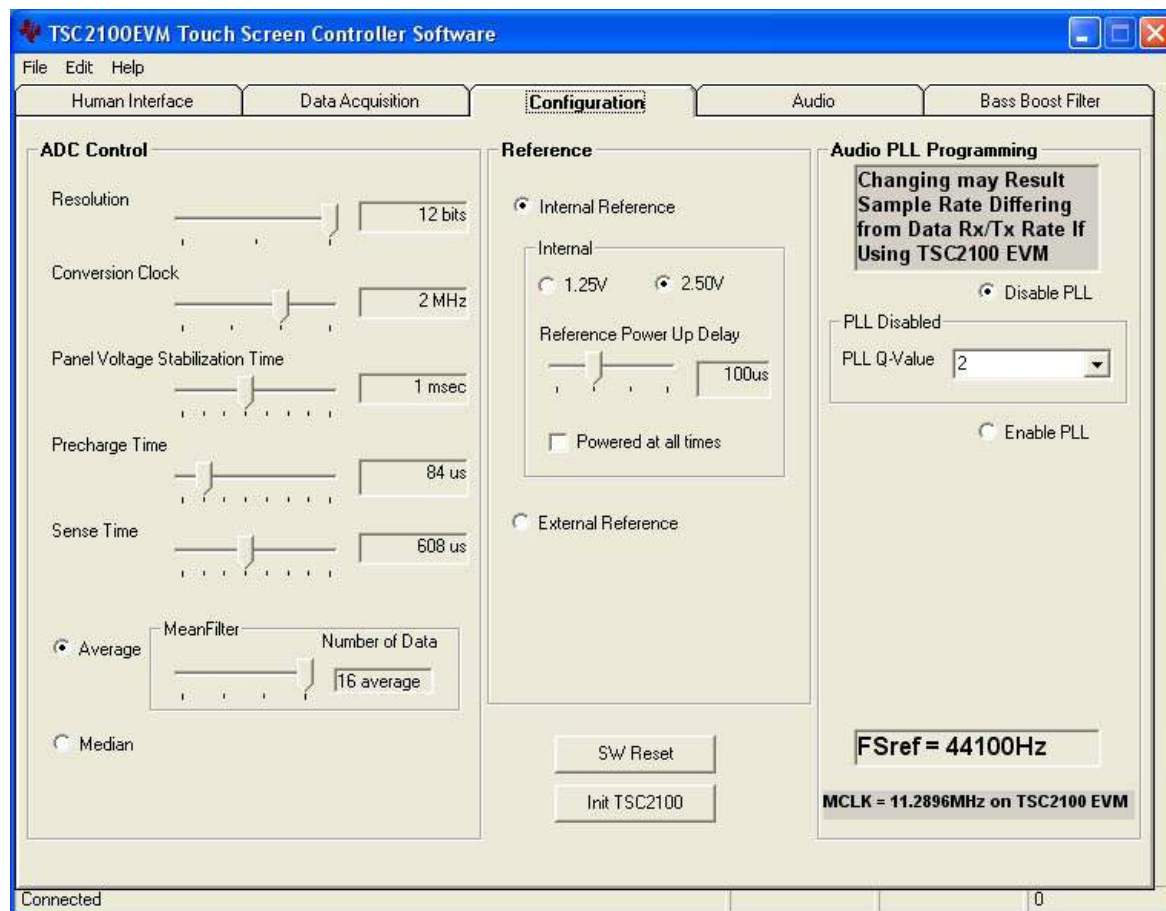 TSC2100EVM Touch Screen Controller Software
File Edit Help
Human Interface
Data Acquisition
Configuration
Audio
Bass Boost Filter
ADC Control
Resolution
12 bits
Conversion Clock
2 MHz
Panel Voltage Stabilization Time
1 msec
Precharge Time
84 us
Sense Time
608 us
Average
MeanFilter
Number of Data
16 average
Median
Reference
Internal Reference
Internal
1.25V
2.50V
Reference Power Up Delay
100us
Powered at all times
External Reference
SW Reset
Init TSC2100
Audio PLL Programming
Changing may Result
Sample Rate Differing
from Data Rx/Tx Rate If
Using TSC2100 EVM
Disable PLL
PLL Disabled
PLL Q-Value
2
Enable PLL
FSref = 44100Hz
MCLK = 11.2896MHz on TSC2100 EVM
Connected
0